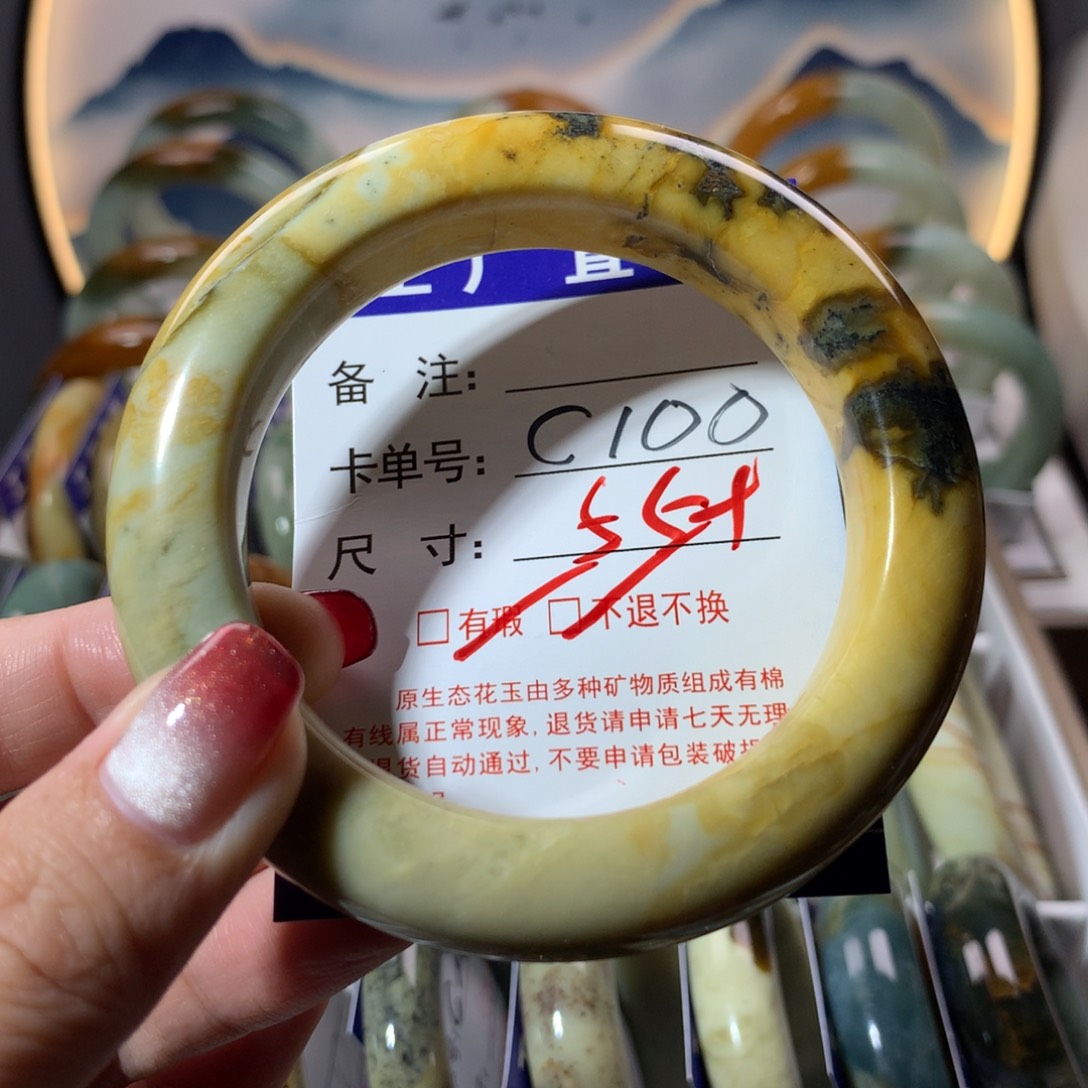 厂 直
备 注:
卡单号: C100
尺 寸:
□有瑕 □不退不换
原生态花玉由多种矿物质组成有棉
有线属正常现象,退货请申请七天无理
退货自动通过,不要申请包装破损